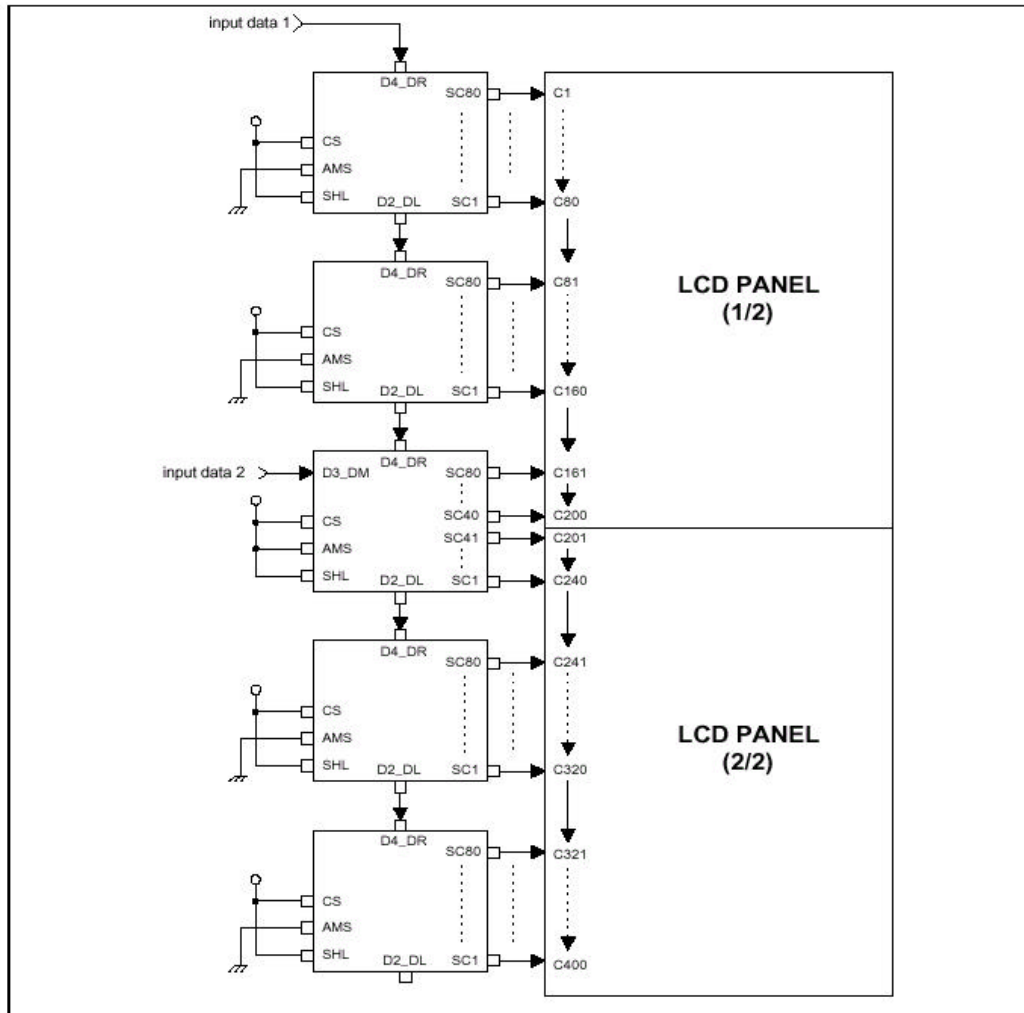 input data 1
D4_DR
SC80
C1
CS
AMS
SHL
D2_DL
SC1
C80
D4_DR
SC80
C81
LCD PANEL
(1/2)
CS
AMS
SHL
D2_DL
SC1
C160
D4_DR
input data 2
D3_DM
SC80
C161
SC40
C200
CS
SC41
C201
AMS
SHL
D2_DL
SC1
C240
D4_DR
SC80
C241
CS
LCD PANEL
(2/2)
AMS
SHL
D2_DL
SC1
C320
D4_DR
SC80
C321
CS
AMS
SHL
D2_DL
SC1
C400